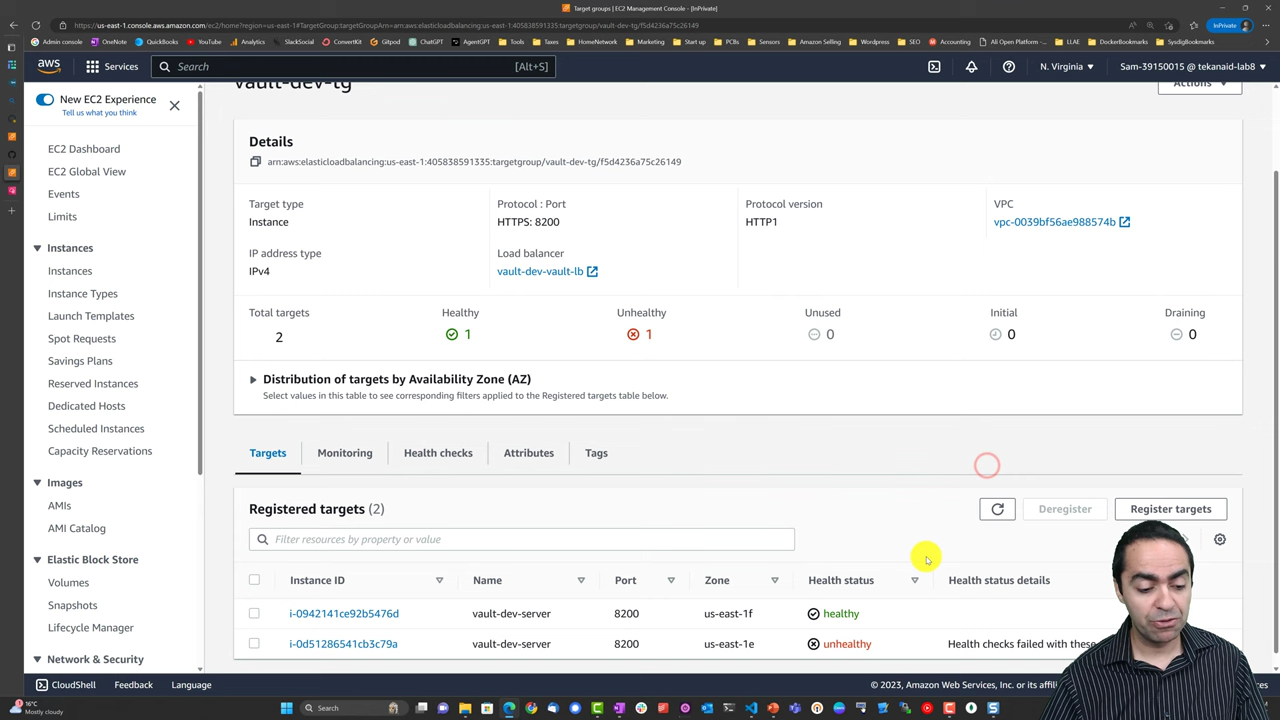 Target groups | EC2 Management Console - [InPrivate]
https://us-east-1.console.aws.amazon.com/ec2/home?region=us-east-1#TargetGroup:targetGroupArn=arn:aws:elasticloadbalancing:us-east-1:405838591335:targetgroup/vault-dev-tg/f5d4236a75c26149
InPrivate
Admin console OneNote QuickBooks YouTube Analytics SlackSocial ConvertKit Gitpod ChatGPT AgentGPT Tools Taxes HomeNetwork Marketing Start up PCBs Sensors Amazon Selling Wordpress SEO Accounting Ali Open Platform -... LLAE DockerBookmarks SysdigBookmarks
aws Services Search [Alt+S] N. Virginia Sam-39150015 @ tekanaid-lab8
New EC2 Experience
Tell us what you think
EC2 Dashboard
EC2 Global View
Events
Limits
Instances
Instances
Instance Types
Launch Templates
Spot Requests
Savings Plans
Reserved Instances
Dedicated Hosts
Scheduled Instances
Capacity Reservations
Images
AMIs
AMI Catalog
Elastic Block Store
Volumes
Snapshots
Lifecycle Manager
Network & Security
vault-dev-tg
Actions
Details
arn:aws:elasticloadbalancing:us-east-1:405838591335:targetgroup/vault-dev-tg/f5d4236a75c26149
Target type Protocol : Port Protocol version VPC
Instance HTTPS: 8200 HTTP1 vpc-0039bf56ae988574b
IP address type Load balancer
IPv4 vault-dev-vault-lb
Total targets Healthy Unhealthy Unused Initial Draining
2 1 1 0 0 0
Distribution of targets by Availability Zone (AZ)
Select values in this table to see corresponding filters applied to the Registered targets table below.
Targets Monitoring Health checks Attributes Tags
Registered targets (2) Deregister Register targets
Filter resources by property or value
Instance ID Name Port Zone Health status Health status details
i-0942141ce92b5476d vault-dev-server 8200 us-east-1f healthy
i-0d51286541cb3c79a vault-dev-server 8200 us-east-1e unhealthy Health checks failed with these
CloudShell Feedback Language © 2023, Amazon Web Services, Inc. or its affil
16°C
Mostly cloudy
Search